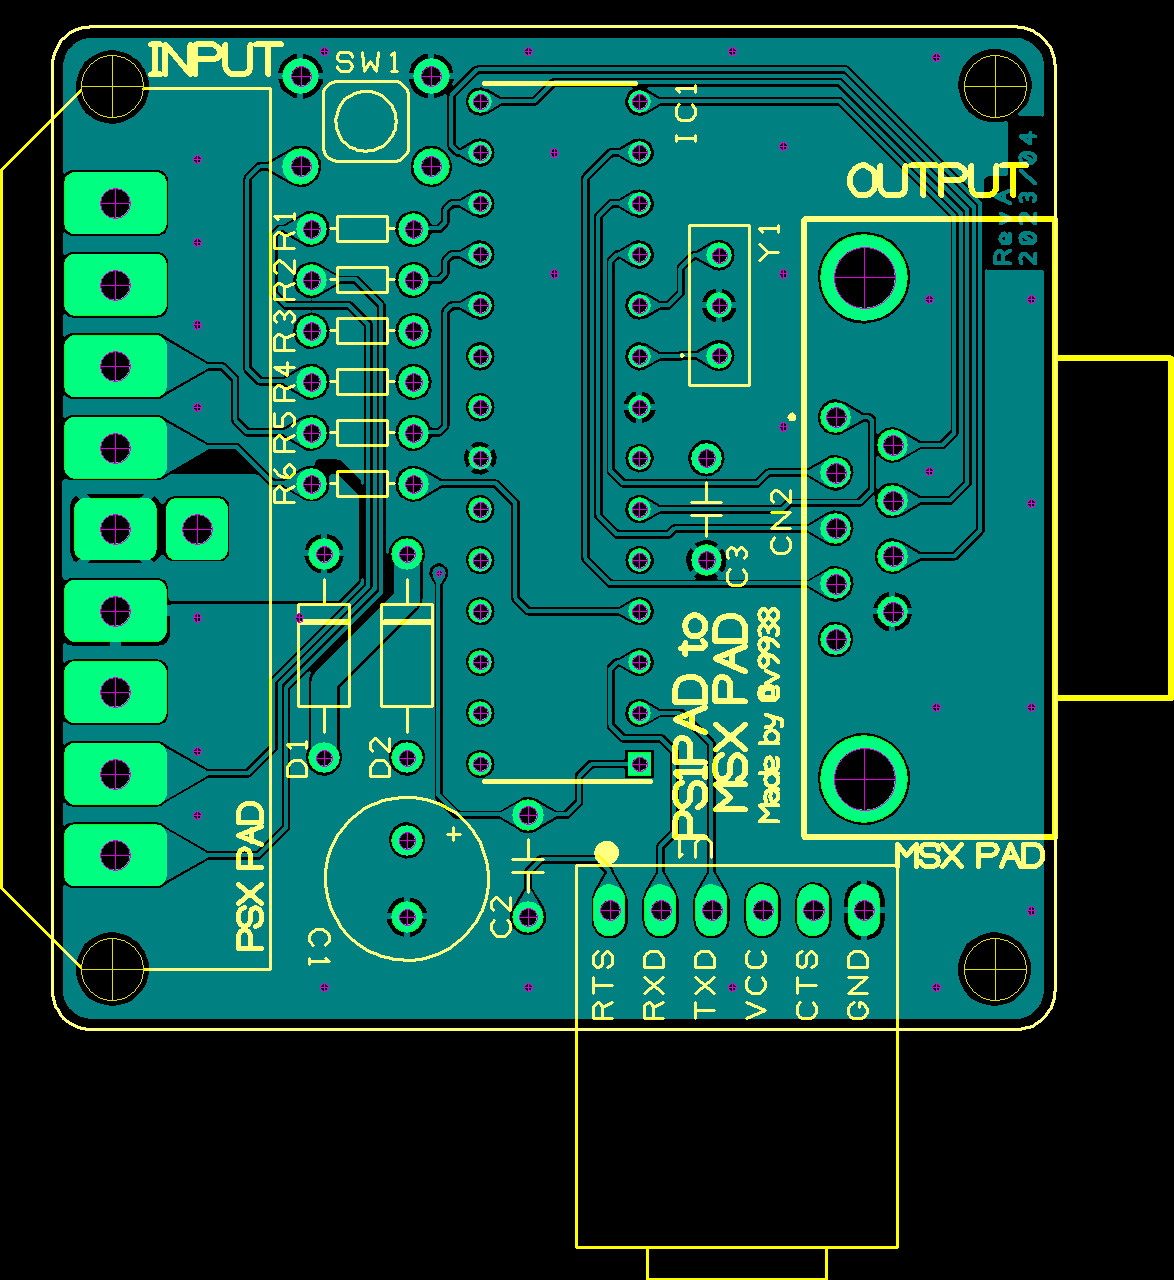 INPUT
SW1
IC1
OUTPUT
RevA
2023/04
R1
R2
R3
R4
R5
R6
Y1
CN2
C3
PS1PAD to
MSX PAD
Made by @v9938
D1
D2
PSX PAD
+
C1
C2
MSX PAD
RTS
RXD
TXD
VCC
CTS
GND